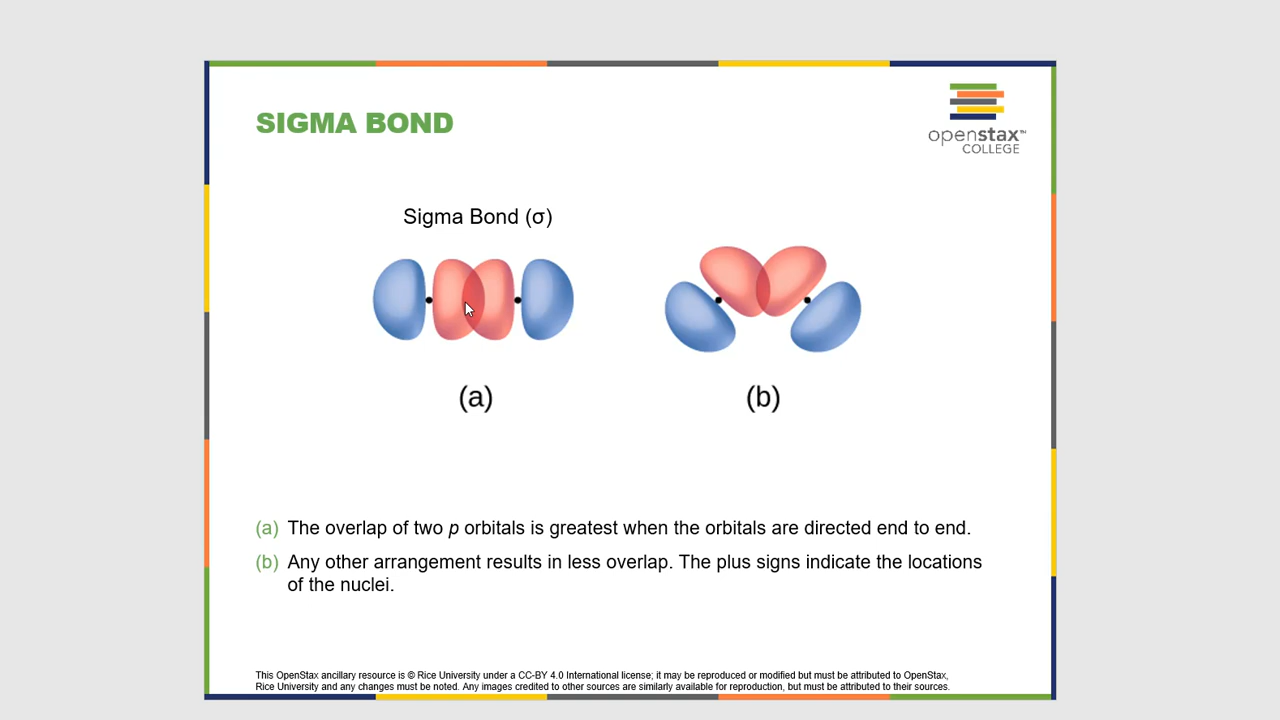 SIGMA BOND
openstax™
COLLEGE
Sigma Bond (σ)
(a)
(b)
(a) The overlap of two p orbitals is greatest when the orbitals are directed end to end.
(b) Any other arrangement results in less overlap. The plus signs indicate the locations
of the nuclei.
This OpenStax ancillary resource is © Rice University under a CC-BY 4.0 International license; it may be reproduced or modified but must be attributed to OpenStax,
Rice University and any changes must be noted. Any images credited to other sources are similarly available for reproduction, but must be attributed to their sources.